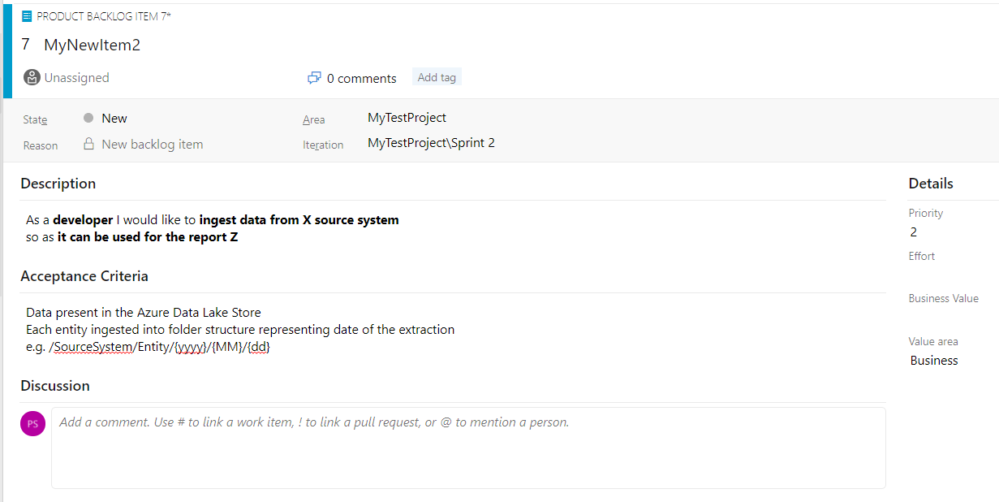 PRODUCT BACKLOG ITEM 7*
7 MyNewItem2
Unassigned
0 comments
Add tag
State New
Area MyTestProject
Reason New backlog item
Iteration MyTestProject\Sprint 2
Description
As a developer I would like to ingest data from X source system
so as it can be used for the report Z
Acceptance Criteria
Data present in the Azure Data Lake Store
Each entity ingested into folder structure representing date of the extraction
e.g. /SourceSystem/Entity/{yyyy}/{MM}/{dd}
Discussion
PS
Add a comment. Use # to link a work item, ! to link a pull request, or @ to mention a person.
Details
Priority
2
Effort
Business Value
Value area
Business